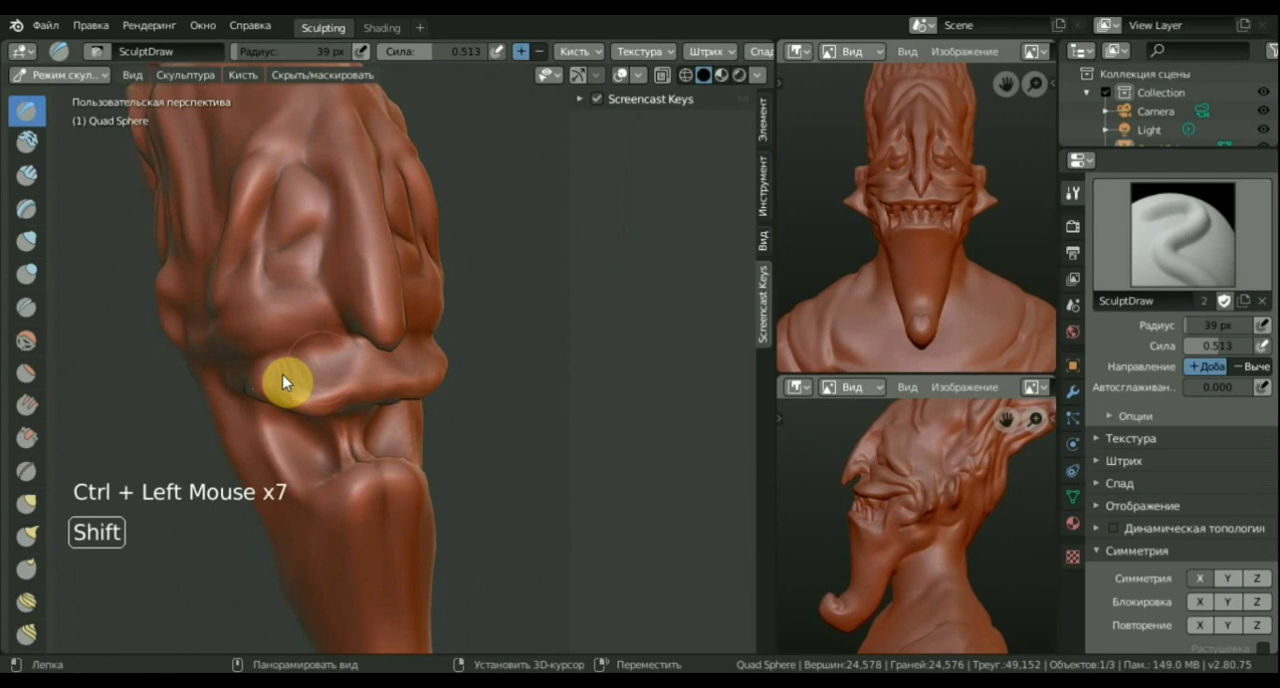 Файл Правка Рендеринг Окно Справка Sculpting Shading + Scene View Layer
SculptDraw Радиус: 39 px Сила: 0.513 + − Кисть Текстура Штрих Спад Вид Вид Изображение
Режим скул.. Вид Скульптура Кисть Скрыть/маскировать
Пользовательская перспектива
(1) Quad Sphere
Screencast Keys
Элемент
Инструмент
Вид
Screencast Keys
Ctrl + Left Mouse x7
Shift
Вид Вид Изображение
Коллекция сцены
Collection
Camera
Light
SculptDraw 2
Радиус 39 px
Сила 0.513
Направление + Доба − Выче
Автосглаживан.. 0.000
Опции
Текстура
Штрих
Спад
Отображение
Динамическая топология
Симметрия
Симметрия X Y Z
Блокировка X Y Z
Повторение X Y Z
Лепка Панорамировать вид Установить 3D-курсор Переместить Quad Sphere | Вершин:24,578 | Граней:24,576 | Треуг.:49,152 | Объектов:1/3 | Пам.: 149.0 MB | v2.80.75